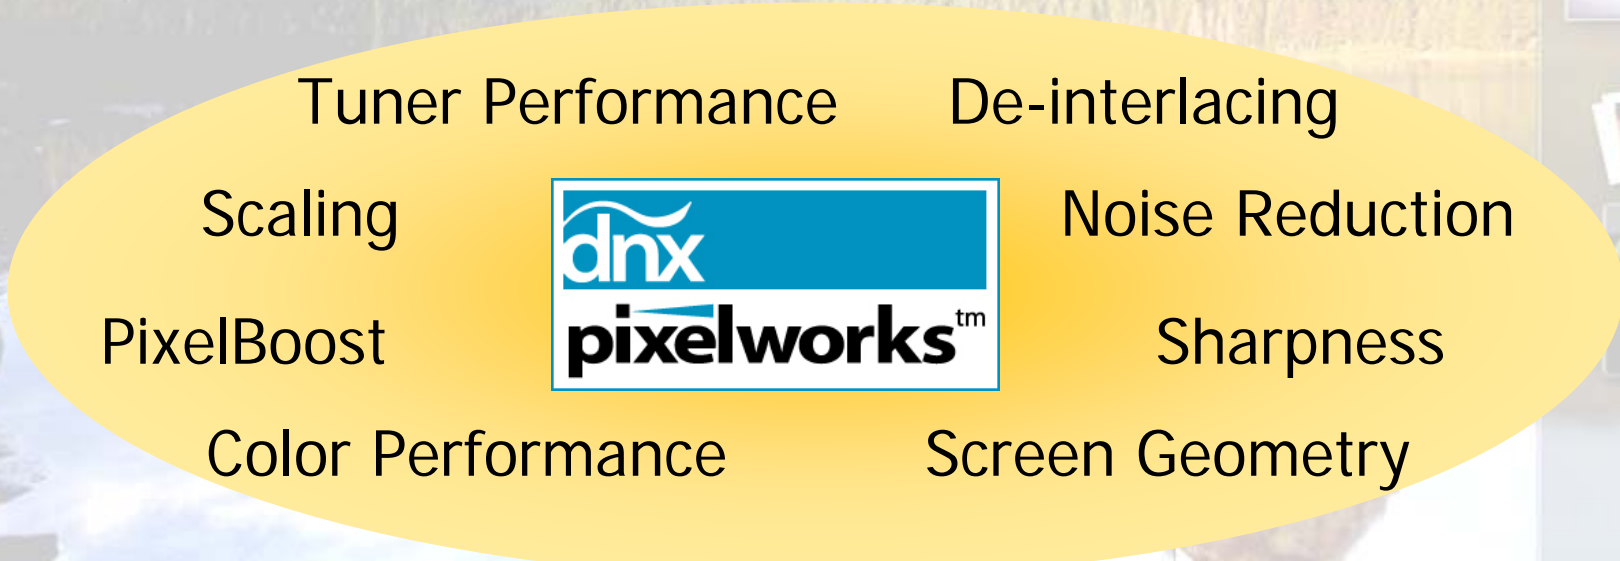 Tuner Performance De-interlacing
Scaling
Noise Reduction
dnx
pixelworks™
PixelBoost
Sharpness
Color Performance Screen Geometry